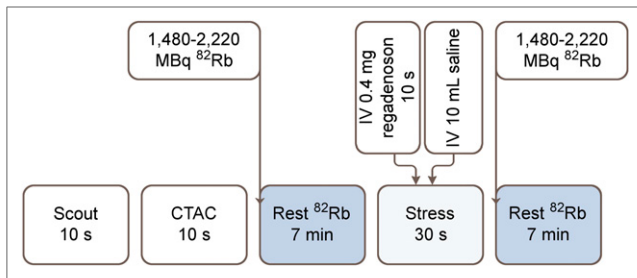 1,480-2,220
MBq ⁸²Rb
IV 0.4 mg
regadenoson
10 s
IV 10 mL saline
1,480-2,220
MBq ⁸²Rb
Scout
10 s
CTAC
10 s
Rest ⁸²Rb
7 min
Stress
30 s
Rest ⁸²Rb
7 min